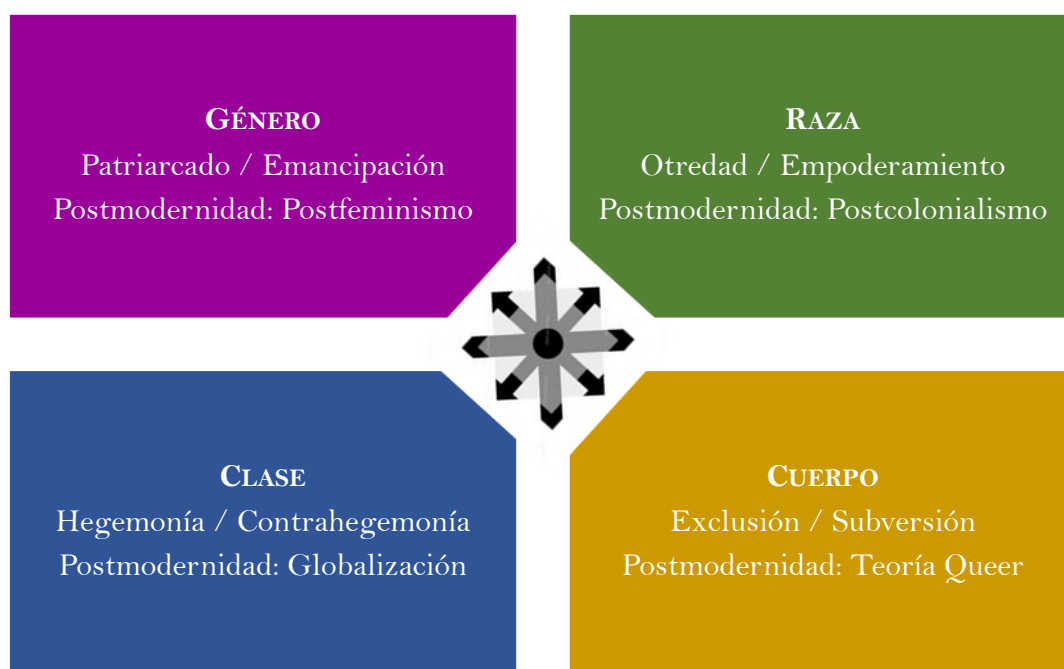 GÉNERO
Patriarcado / Emancipación
Postmodernidad: Postfeminismo
RAZA
Otredad / Empoderamiento
Postmodernidad: Postcolonialismo
CLASE
Hegemonía / Contrahegemonía
Postmodernidad: Globalización
CUERPO
Exclusión / Subversión
Postmodernidad: Teoría Queer